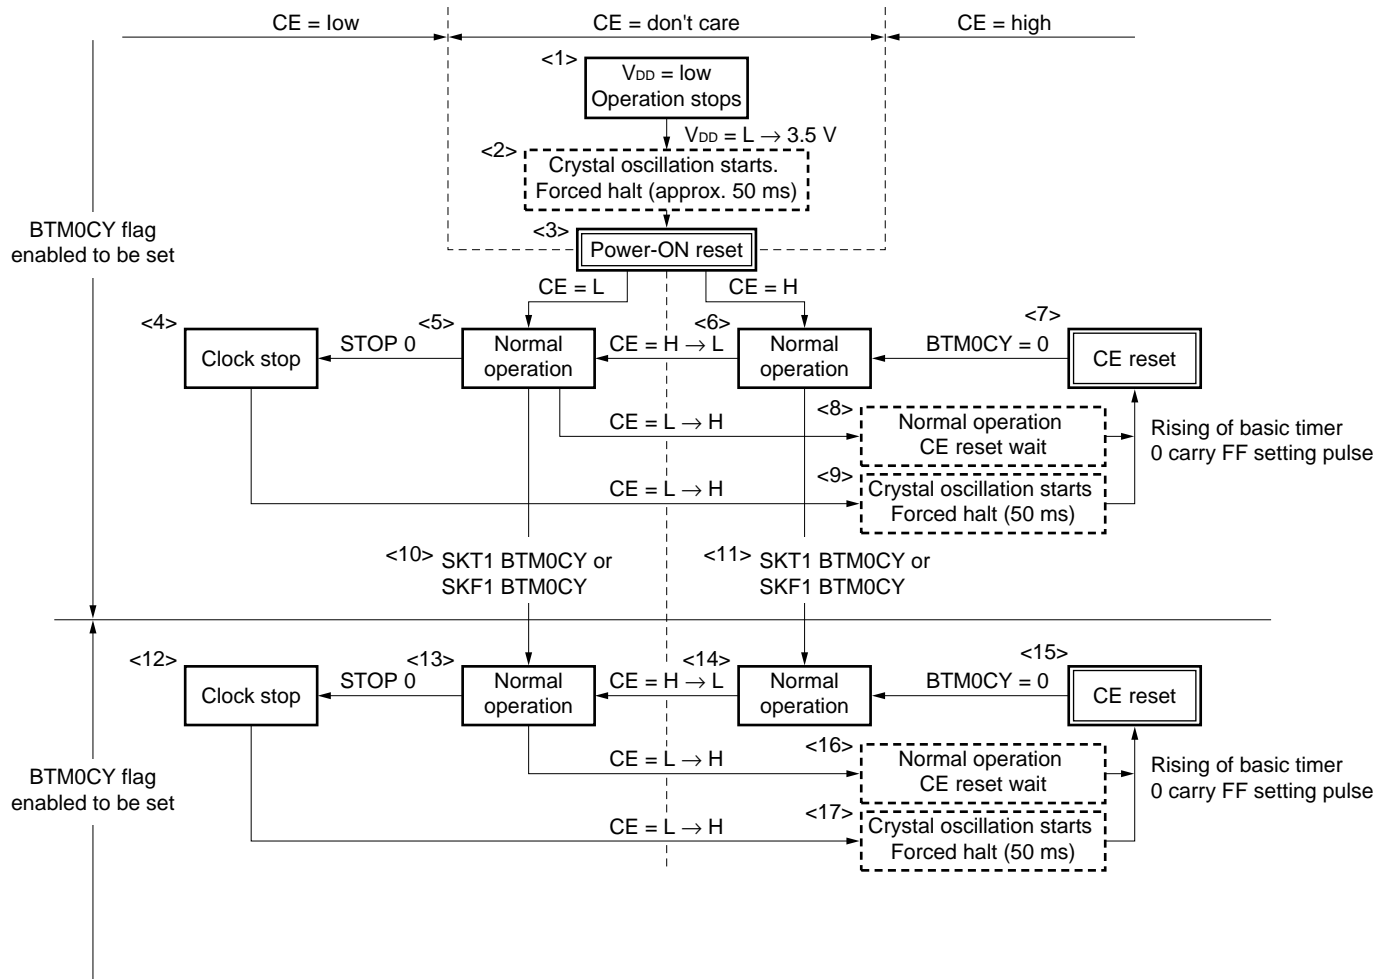 CE = low
CE = don't care
CE = high
<1>
VDD = low
Operation stops
VDD = L → 3.5 V
<2>
Crystal oscillation starts.
Forced halt (approx. 50 ms)
BTM0CY flag
enabled to be set
<3>
Power-ON reset
CE = L
CE = H
<4>
Clock stop
STOP 0
<5>
Normal
operation
CE = H → L
<6>
Normal
operation
BTM0CY = 0
<7>
CE reset
CE = L → H
<8>
Normal operation
CE reset wait
Rising of basic timer
0 carry FF setting pulse
CE = L → H
<9>
Crystal oscillation starts
Forced halt (50 ms)
<10>
SKT1 BTM0CY or
SKF1 BTM0CY
<11>
SKT1 BTM0CY or
SKF1 BTM0CY
<12>
Clock stop
STOP 0
<13>
Normal
operation
CE = H → L
<14>
Normal
operation
BTM0CY = 0
<15>
CE reset
BTM0CY flag
enabled to be set
CE = L → H
<16>
Normal operation
CE reset wait
Rising of basic timer
0 carry FF setting pulse
CE = L → H
<17>
Crystal oscillation starts
Forced halt (50 ms)